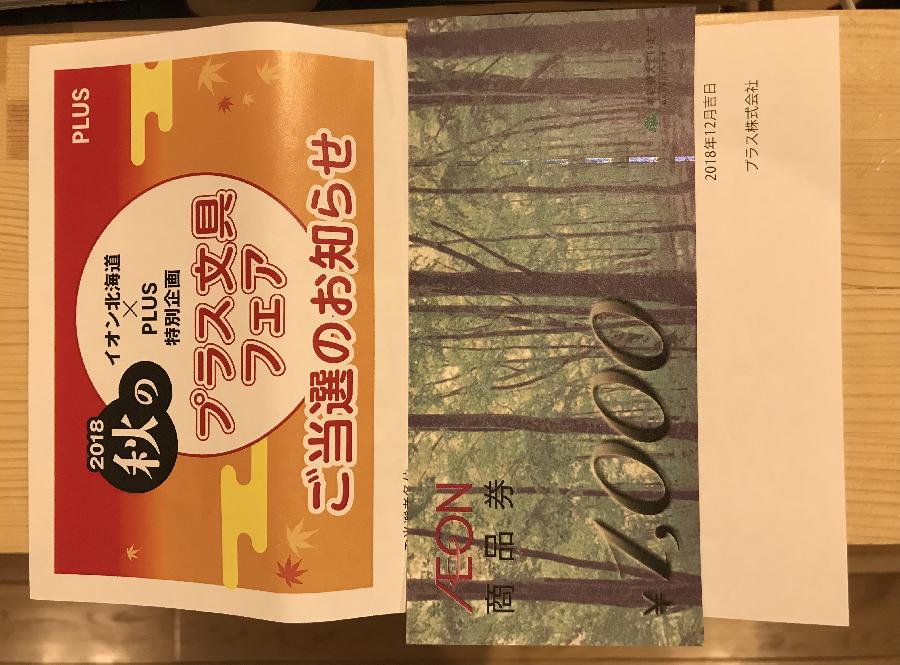 PLUS
イオン北海道
×
PLUS
特別企画
2018
秋の
プラス文具
フェア
ご当選のお知らせ
AEON
商品券
¥1,000
2018年12月吉日
プラス株式会社